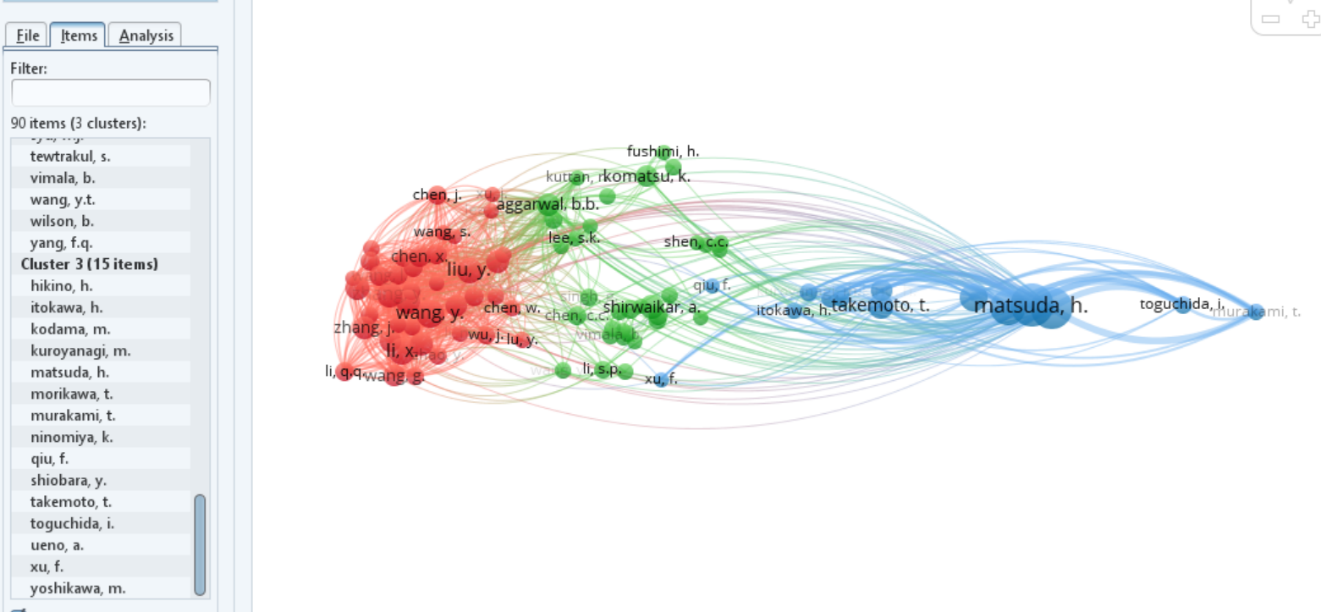 File Items Analysis
Filter:
90 items (3 clusters):
tewtrakul, s.
vimala, b.
wang, y.t.
wilson, b.
yang, f.q.
Cluster 3 (15 items)
hikino, h.
itokawa, h.
kodama, m.
kuroyanagi, m.
matsuda, h.
morikawa, t.
murakami, t.
ninomiya, k.
qiu, f.
shiobara, y.
takemoto, t.
toguchida, i.
ueno, a.
xu, f.
yoshikawa, m.
fushimi, h.
kuttan, komatsu, k.
chen, j.
aggarwal, b.b.
wang, s.
lee, s.k.
shen, c.c.
chen, x.
liu, y.
qiu, f.
singh,
chen, w.
shirwaikar, a.
itokawa, h. takemoto, t.
matsuda, h.
toguchida, i.
murakami, t.
wang, y.
chen, c.c.
zhang, j.
wu, j. lu, y.
vimala, b.
li, x.
li, q.q. wang, g.
li, s.p.
xu, f.